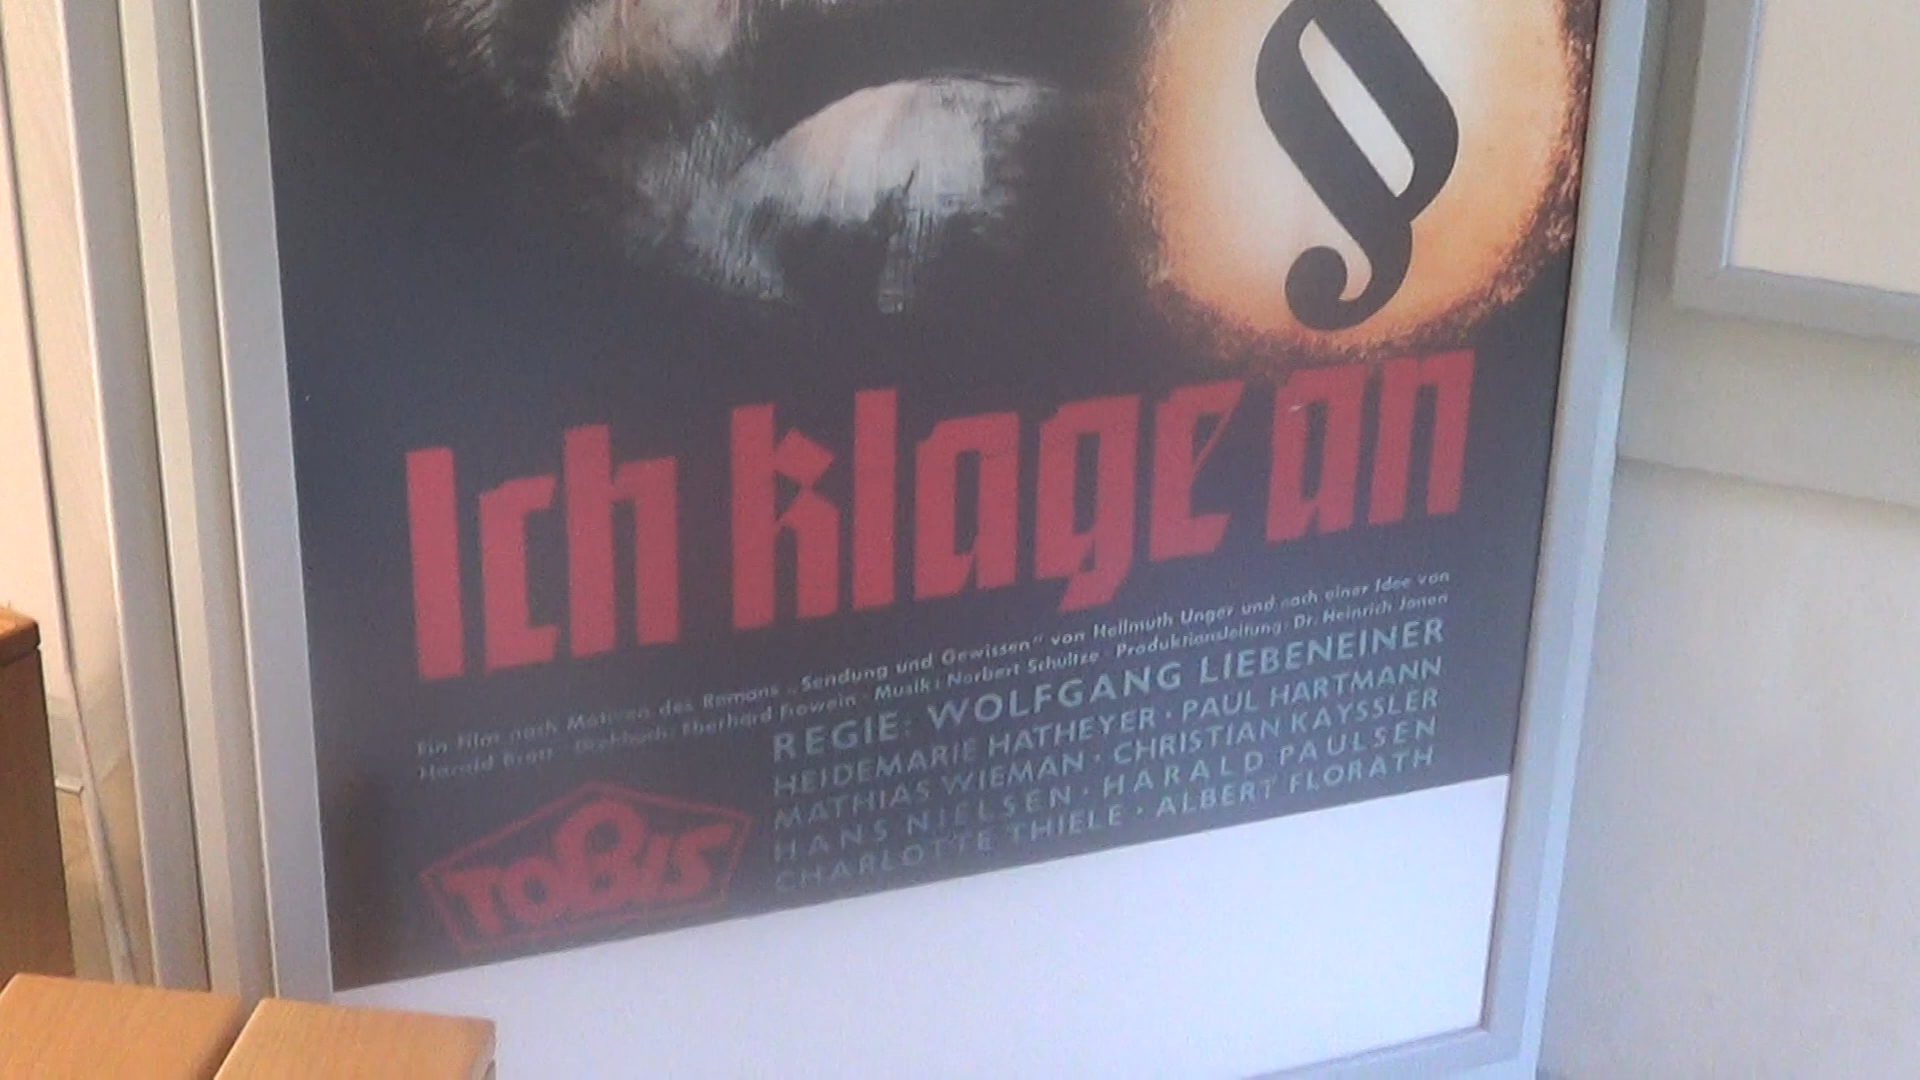 §
Ich klage an
Ein Film nach Motiven des Romans „Sendung und Gewissen" von Hellmuth Unger und nach einer Idee von
Harald Bratt · Drehbuch: Eberhard Frowein · Musik: Norbert Schultze · Produktionsleitung: Dr. Heinrich Jonen
REGIE: WOLFGANG LIEBENEINER
HEIDEMARIE HATHEYER · PAUL HARTMANN
MATHIAS WIEMAN · CHRISTIAN KAYSSLER
HANS NIELSEN · HARALD PAULSEN
CHARLOTTE THIELE · ALBERT FLORATH
TOBIS